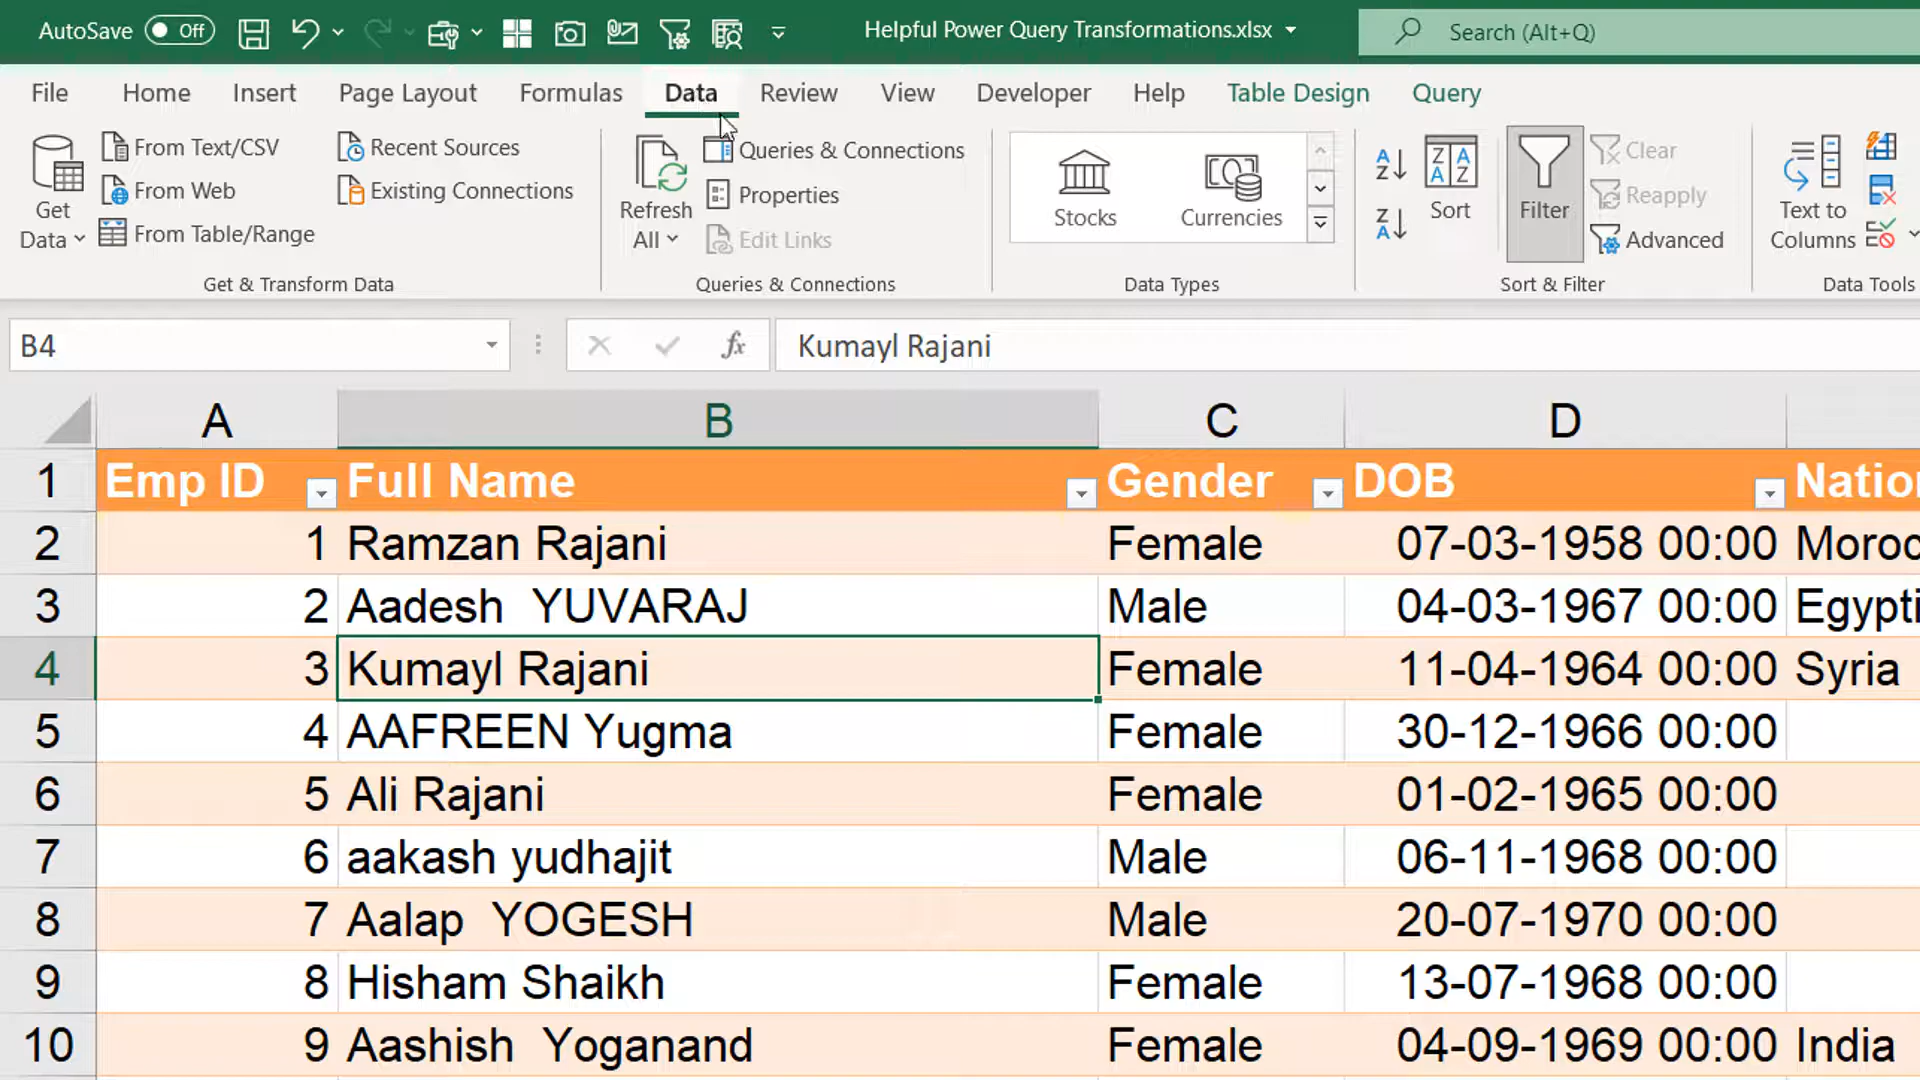 AutoSave Off Helpful Power Query Transformations.xlsx Search (Alt+Q)
File Home Insert Page Layout Formulas Data Review View Developer Help Table Design Query
Get Data
From Text/CSV
From Web
From Table/Range
Recent Sources
Existing Connections
Get & Transform Data
Refresh All
Queries & Connections
Properties
Edit Links
Queries & Connections
Stocks Currencies
Data Types
Sort
Filter
Clear
Reapply
Advanced
Sort & Filter
Text to Columns
Data Tools
B4 fx Kumayl Rajani
A B C D
1 Emp ID Full Name Gender DOB Natio
2 1 Ramzan Rajani Female 07-03-1958 00:00 Moroc
3 2 Aadesh  YUVARAJ Male 04-03-1967 00:00 Egypti
4 3 Kumayl Rajani Female 11-04-1964 00:00 Syria
5 4 AAFREEN Yugma Female 30-12-1966 00:00
6 5 Ali Rajani Female 01-02-1965 00:00
7 6 aakash yudhajit Male 06-11-1968 00:00
8 7 Aalap  YOGESH Male 20-07-1970 00:00
9 8 Hisham Shaikh Female 13-07-1968 00:00
10 9 Aashish  Yoganand Female 04-09-1969 00:00 India